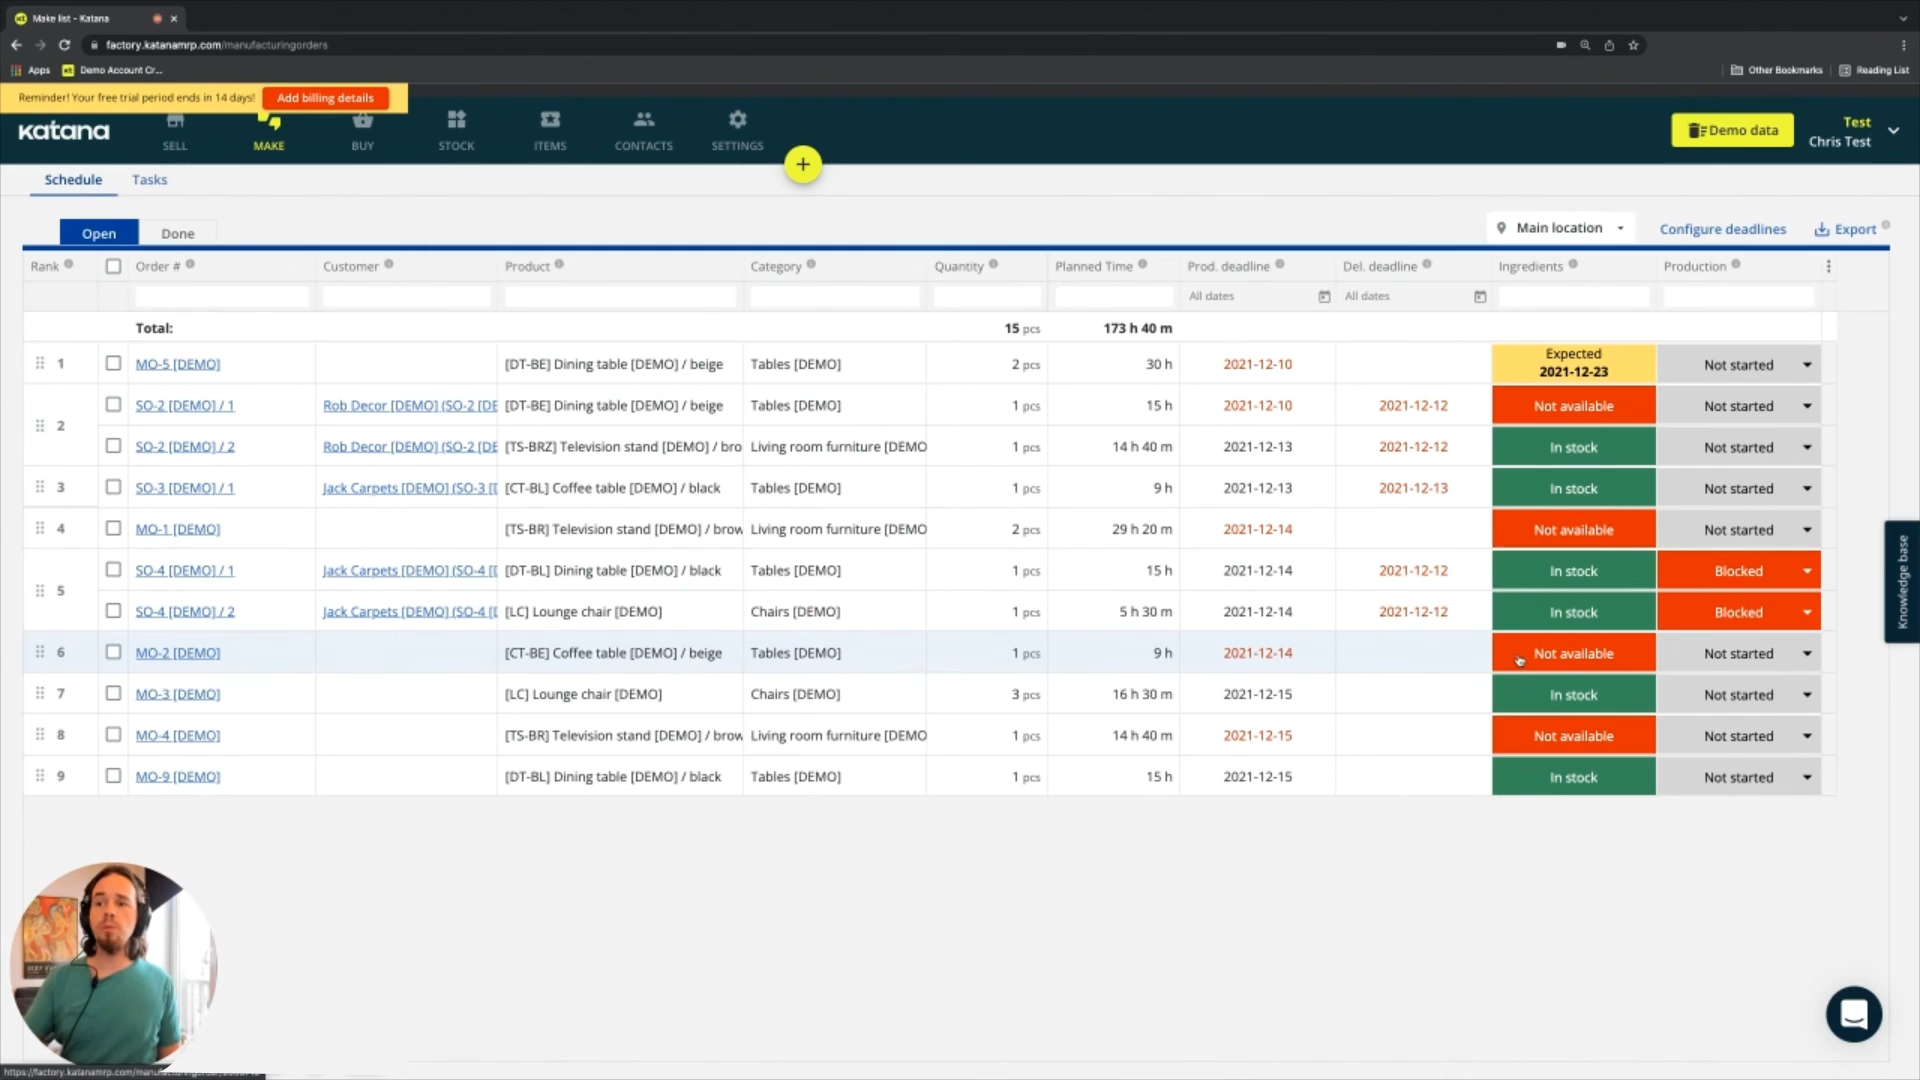 Make list - Katana
factory.katanamrp.com/manufacturingorders
Apps Demo Account Cr... Other Bookmarks Reading List
Reminder! Your free trial period ends in 14 days! Add billing details
katana SELL MAKE BUY STOCK ITEMS CONTACTS SETTINGS + Demo data Test
Chris Test
Schedule Tasks
Open Done Main location Configure deadlines Export
Rank Order # Customer Product Category Quantity Planned Time Prod. deadline Del. deadline Ingredients Production
All dates All dates
Total: 15 pcs 173 h 40 m
1 MO-5 [DEMO] [DT-BE] Dining table [DEMO] / beige Tables [DEMO] 2 pcs 30 h 2021-12-10 Expected 2021-12-23 Not started
2 SO-2 [DEMO] / 1 Rob Decor [DEMO] (SO-2 [DE [DT-BE] Dining table [DEMO] / beige Tables [DEMO] 1 pcs 15 h 2021-12-10 2021-12-12 Not available Not started
SO-2 [DEMO] / 2 Rob Decor [DEMO] (SO-2 [DE [TS-BRZ] Television stand [DEMO] / bro Living room furniture [DEMO 1 pcs 14 h 40 m 2021-12-13 2021-12-12 In stock Not started
3 SO-3 [DEMO] / 1 Jack Carpets [DEMO] (SO-3 [D [CT-BL] Coffee table [DEMO] / black Tables [DEMO] 1 pcs 9 h 2021-12-13 2021-12-13 In stock Not started
4 MO-1 [DEMO] [TS-BR] Television stand [DEMO] / brow Living room furniture [DEMO 2 pcs 29 h 20 m 2021-12-14 Not available Not started
5 SO-4 [DEMO] / 1 Jack Carpets [DEMO] (SO-4 [D [DT-BL] Dining table [DEMO] / black Tables [DEMO] 1 pcs 15 h 2021-12-14 2021-12-12 In stock Blocked
SO-4 [DEMO] / 2 Jack Carpets [DEMO] (SO-4 [D [LC] Lounge chair [DEMO] Chairs [DEMO] 1 pcs 5 h 30 m 2021-12-14 2021-12-12 In stock Blocked
6 MO-2 [DEMO] [CT-BE] Coffee table [DEMO] / beige Tables [DEMO] 1 pcs 9 h 2021-12-14 Not available Not started
7 MO-3 [DEMO] [LC] Lounge chair [DEMO] Chairs [DEMO] 3 pcs 16 h 30 m 2021-12-15 In stock Not started
8 MO-4 [DEMO] [TS-BR] Television stand [DEMO] / brow Living room furniture [DEMO 1 pcs 14 h 40 m 2021-12-15 Not available Not started
9 MO-9 [DEMO] [DT-BL] Dining table [DEMO] / black Tables [DEMO] 1 pcs 15 h 2021-12-15 In stock Not started
Knowledge base